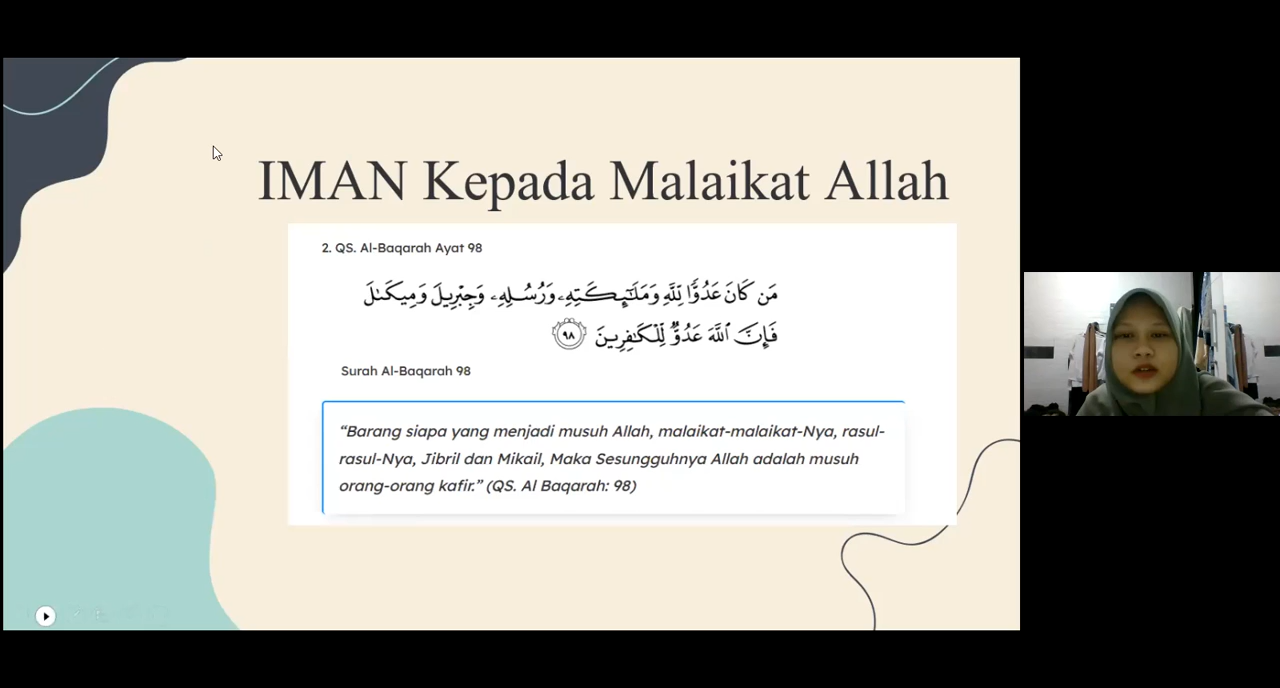 IMAN Kepada Malaikat Allah
2. QS. Al-Baqarah Ayat 98
مَن كَانَ عَدُوًّا لِّلَّهِ وَمَلَٰٓئِكَتِهِۦ وَرُسُلِهِۦ وَجِبْرِيلَ وَمِيكَىٰلَ
فَإِنَّ ٱللَّهَ عَدُوٌّ لِّلْكَٰفِرِينَ ٩٨
Surah Al-Baqarah 98
“Barang siapa yang menjadi musuh Allah, malaikat-malaikat-Nya, rasul-
rasul-Nya, Jibril dan Mikail, Maka Sesungguhnya Allah adalah musuh
orang-orang kafir.” (QS. Al Baqarah: 98)